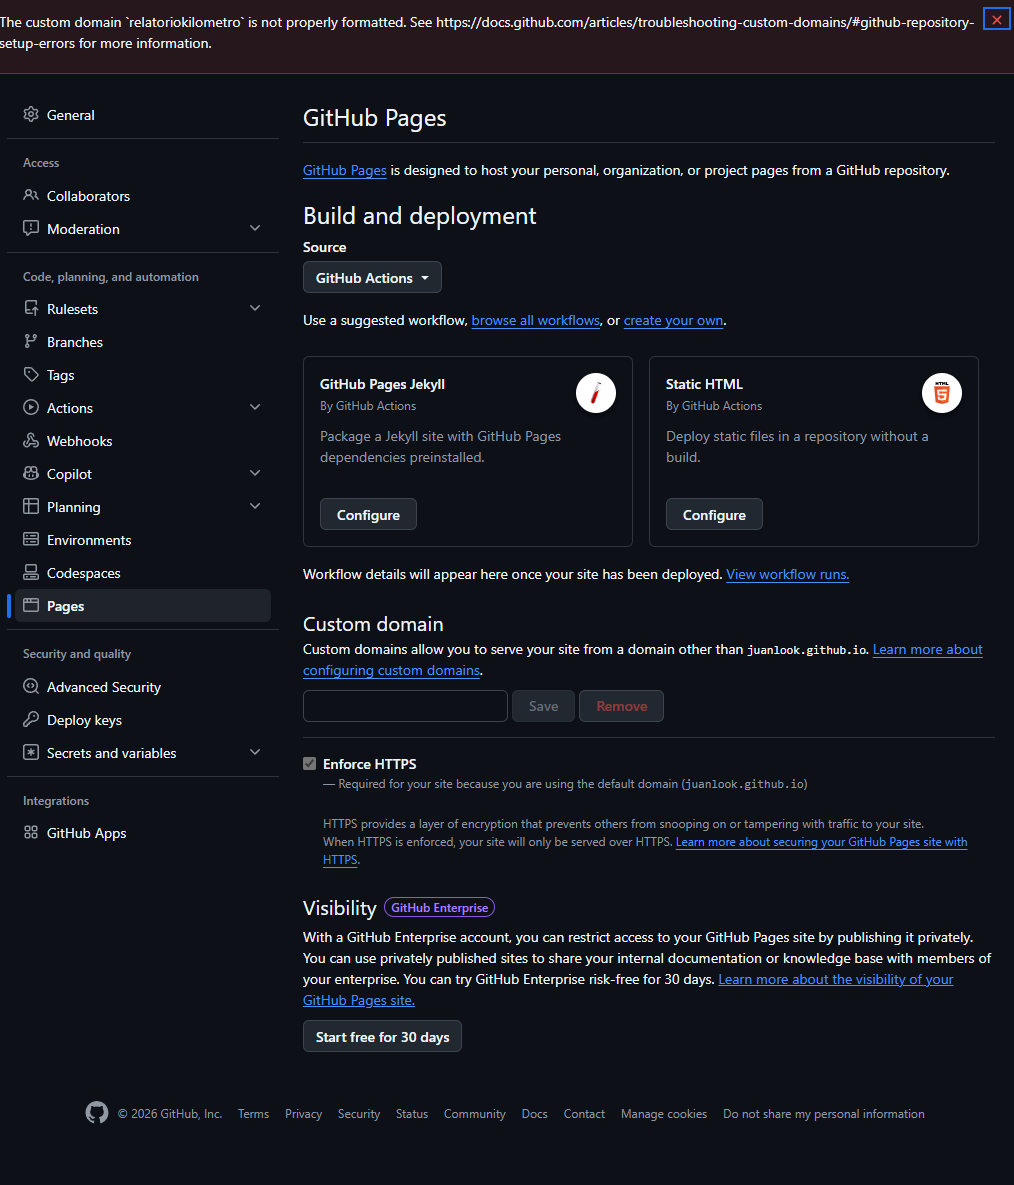 The custom domain `relatoriokilometro` is not properly formatted. See https://docs.github.com/articles/troubleshooting-custom-domains/#github-repository-
setup-errors for more information.
General
Access
Collaborators
Moderation
Code, planning, and automation
Rulesets
Branches
Tags
Actions
Webhooks
Copilot
Planning
Environments
Codespaces
Pages
Security and quality
Advanced Security
Deploy keys
Secrets and variables
Integrations
GitHub Apps
GitHub Pages
GitHub Pages is designed to host your personal, organization, or project pages from a GitHub repository.
Build and deployment
Source
GitHub Actions
Use a suggested workflow, browse all workflows, or create your own.
GitHub Pages Jekyll
By GitHub Actions
Package a Jekyll site with GitHub Pages
dependencies preinstalled.
Configure
Static HTML
HTML
5
By GitHub Actions
Deploy static files in a repository without a
build.
Configure
Workflow details will appear here once your site has been deployed. View workflow runs.
Custom domain
Custom domains allow you to serve your site from a domain other than juanlook.github.io. Learn more about
configuring custom domains.
Save
Remove
Enforce HTTPS
— Required for your site because you are using the default domain (juanlook.github.io)
HTTPS provides a layer of encryption that prevents others from snooping on or tampering with traffic to your site.
When HTTPS is enforced, your site will only be served over HTTPS. Learn more about securing your GitHub Pages site with
HTTPS.
Visibility GitHub Enterprise
With a GitHub Enterprise account, you can restrict access to your GitHub Pages site by publishing it privately.
You can use privately published sites to share your internal documentation or knowledge base with members of
your enterprise. You can try GitHub Enterprise risk-free for 30 days. Learn more about the visibility of your
GitHub Pages site.
Start free for 30 days
© 2026 GitHub, Inc. Terms Privacy Security Status Community Docs Contact Manage cookies Do not share my personal information